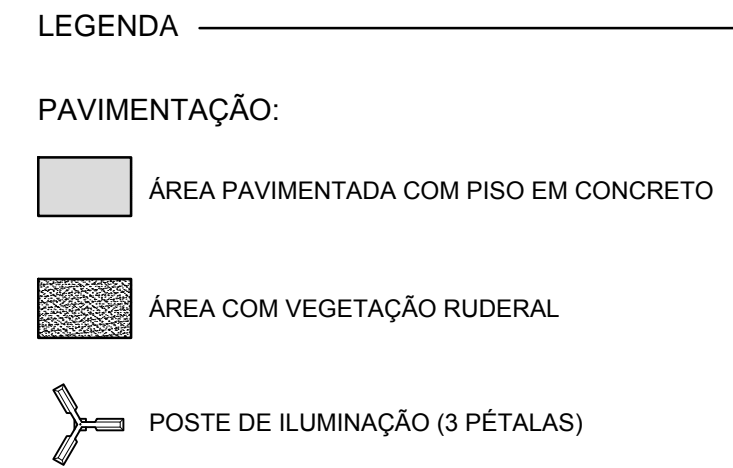 LEGENDA
PAVIMENTAÇÃO:
ÁREA PAVIMENTADA COM PISO EM CONCRETO
ÁREA COM VEGETAÇÃO RUDERAL
POSTE DE ILUMINAÇÃO (3 PÉTALAS)